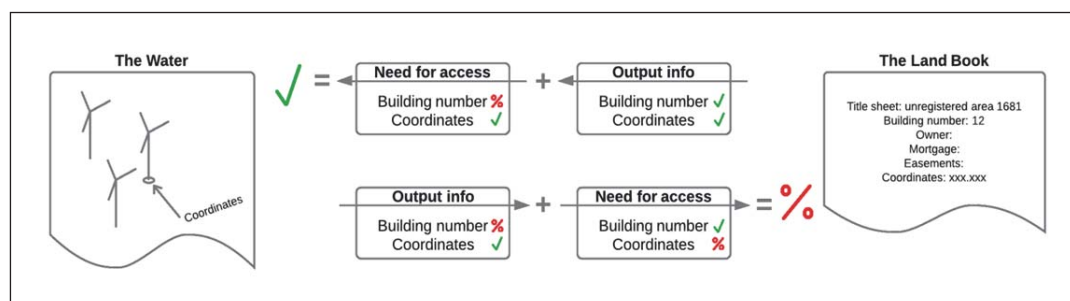 The Water
Coordinates
✓ =
Need for access
Building number %
Coordinates ✓
+
Output info
Building number ✓
Coordinates ✓
Output info
Building number %
Coordinates ✓
+
Need for access
Building number ✓
Coordinates %
= %
The Land Book
Title sheet: unregistered area 1681
Building number: 12
Owner:
Mortgage:
Easements:
Coordinates: xxx.xxx